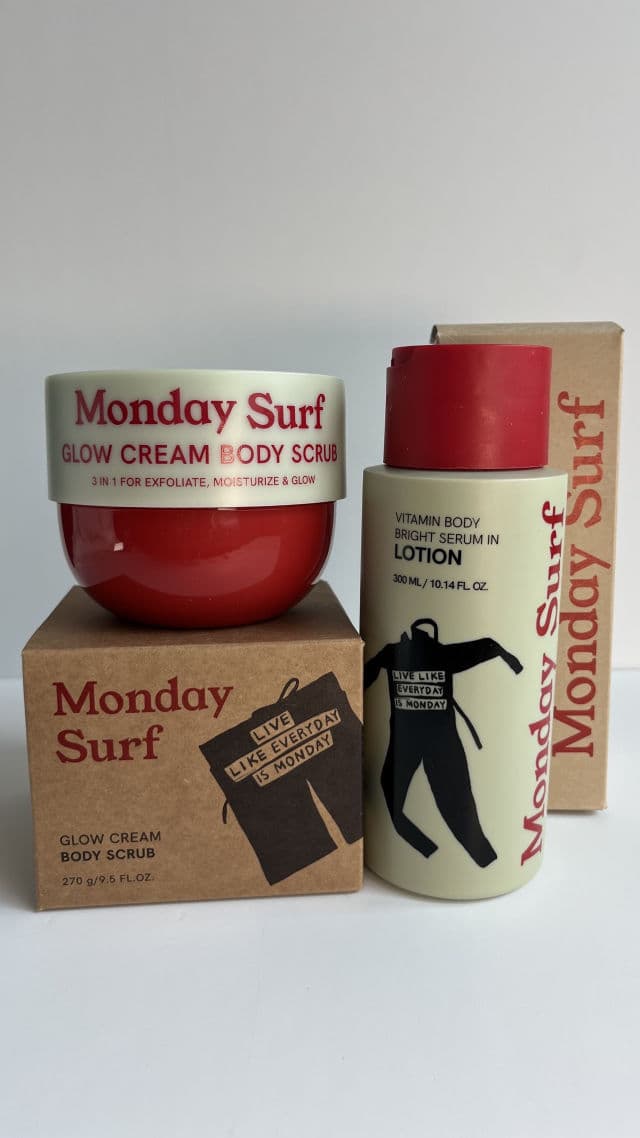 Monday Surf
GLOW CREAM BODY SCRUB
3 IN 1 FOR EXFOLIATE, MOISTURIZE & GLOW
Monday
Surf
LIVE
LIKE EVERYDAY
IS MONDAY
GLOW CREAM
BODY SCRUB
270 g/9.5 FL.OZ.
VITAMIN BODY
BRIGHT SERUM IN
LOTION
300 ML / 10.14 FL. OZ.
LIVE LIKE
EVERYDAY
IS MONDAY
Monday Surf
Monday Surf